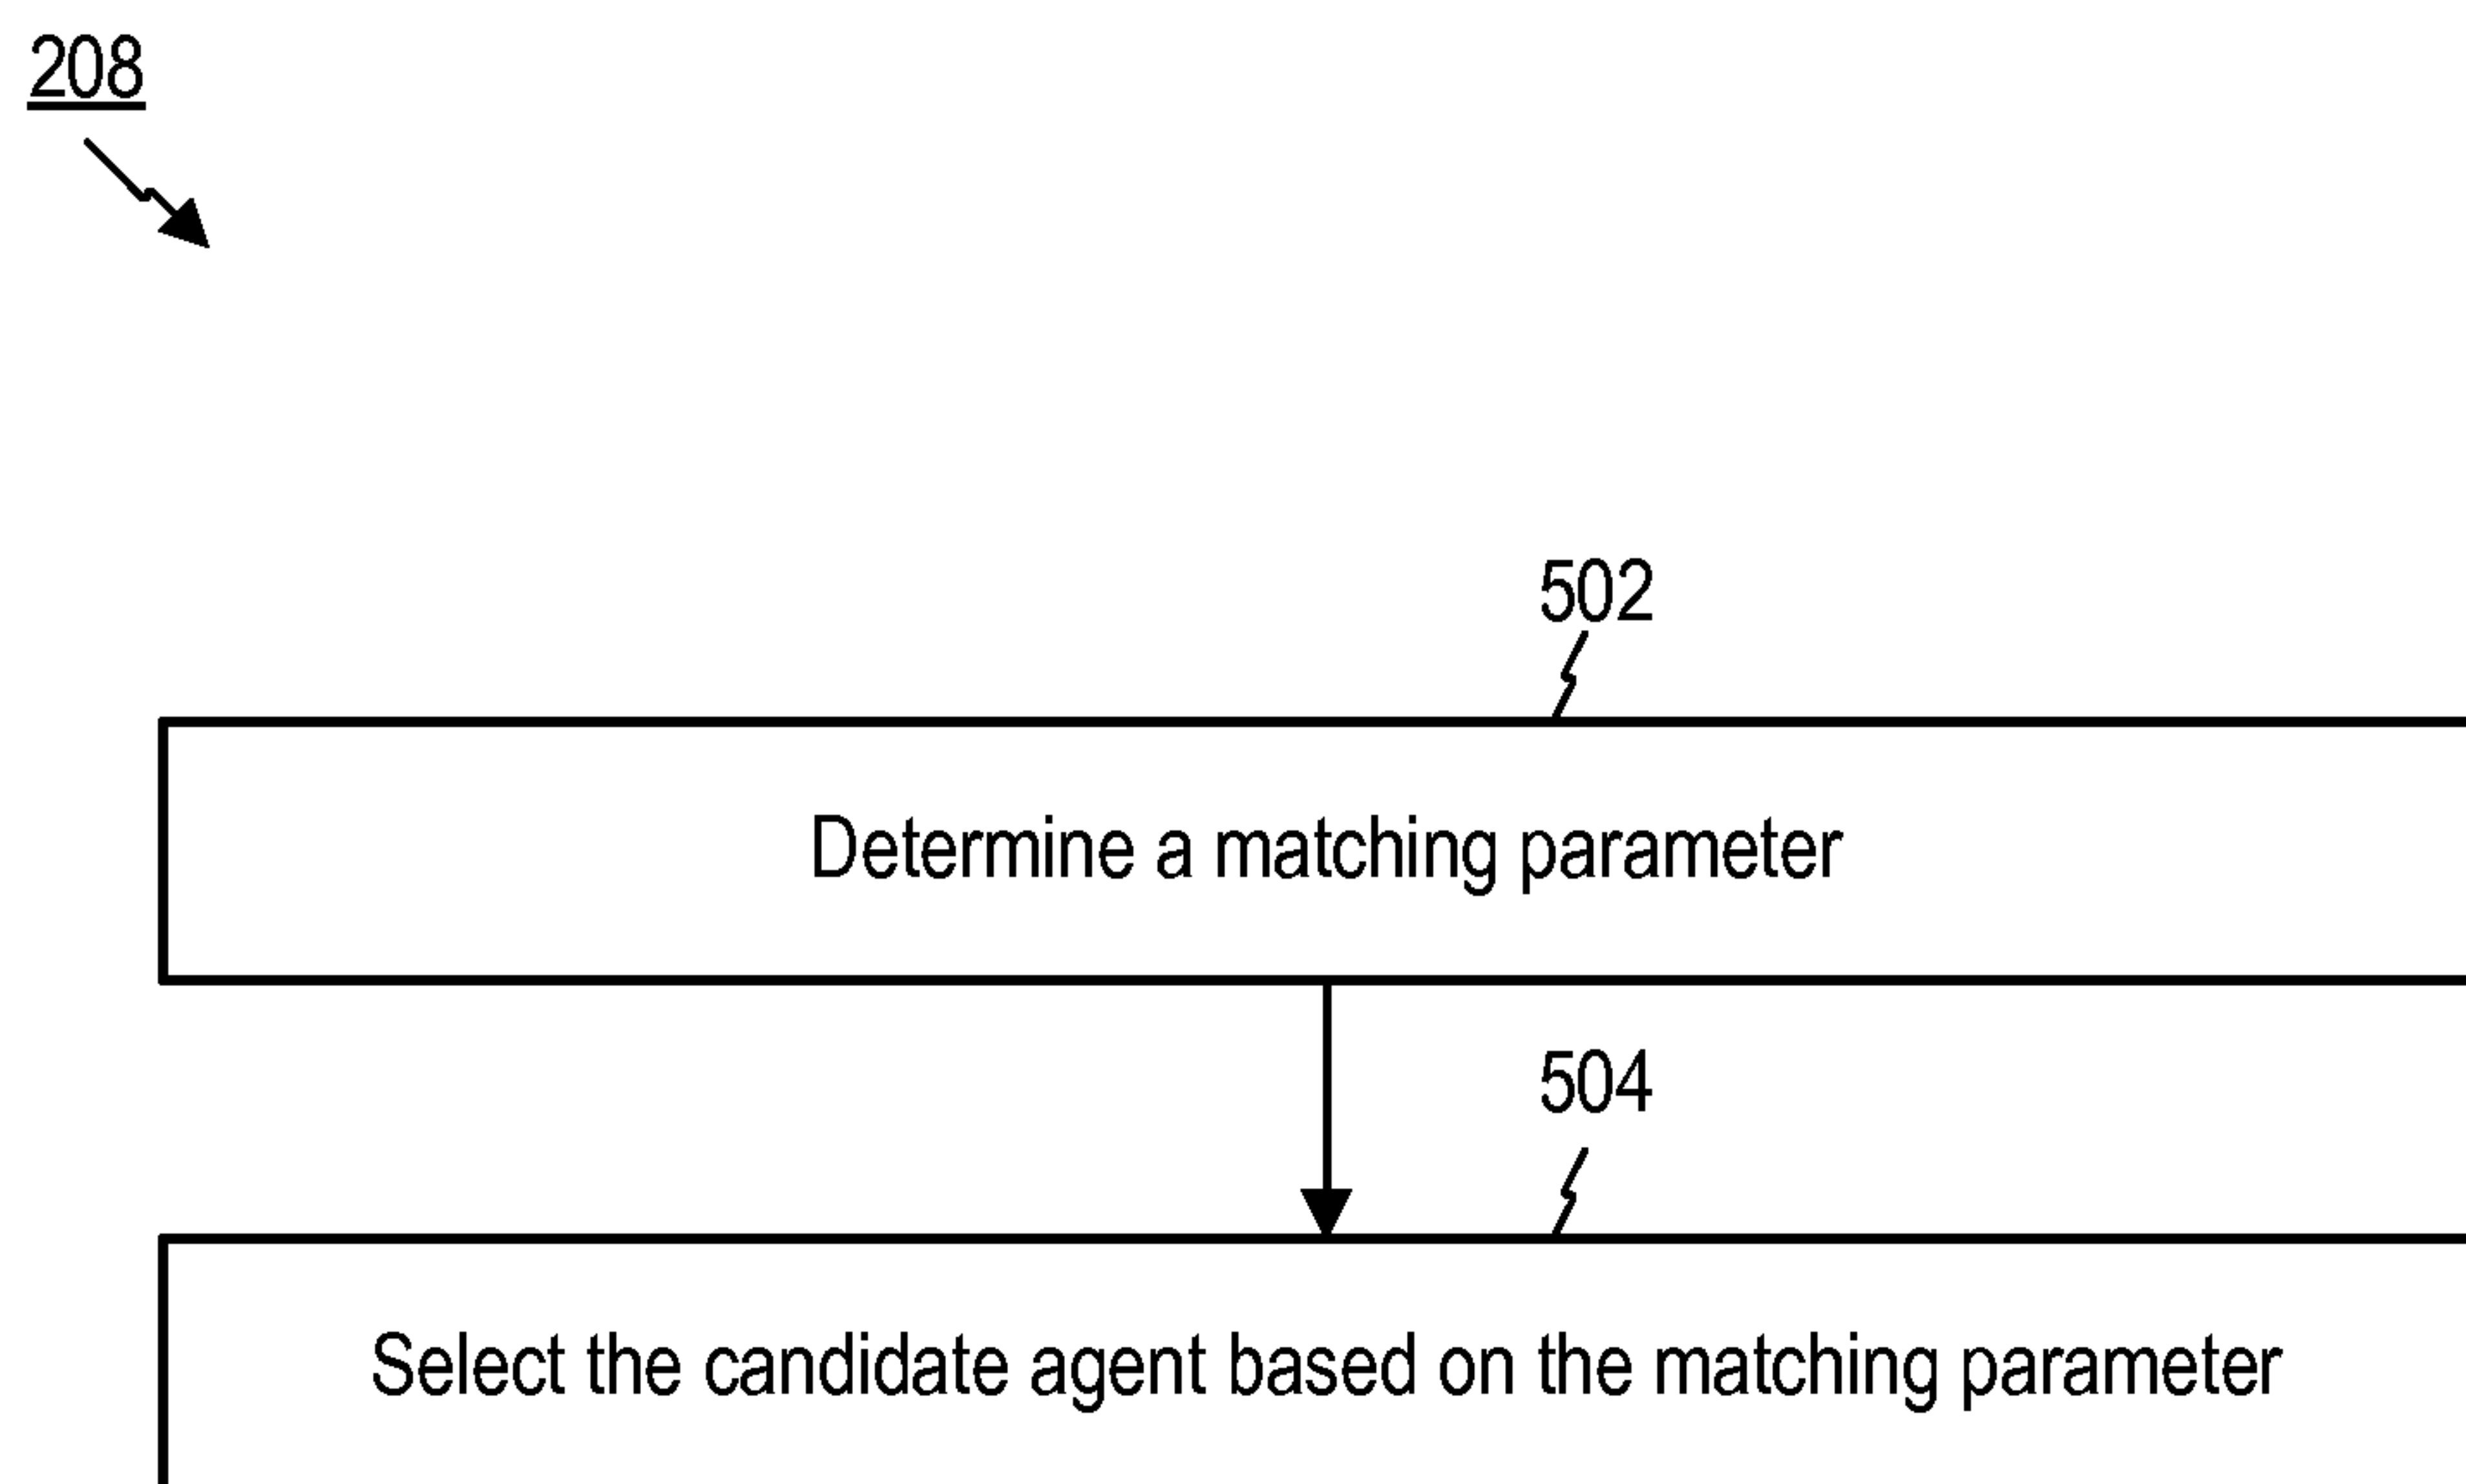 208
502
Determine a matching parameter
504
Select the candidate agent based on the matching parameter